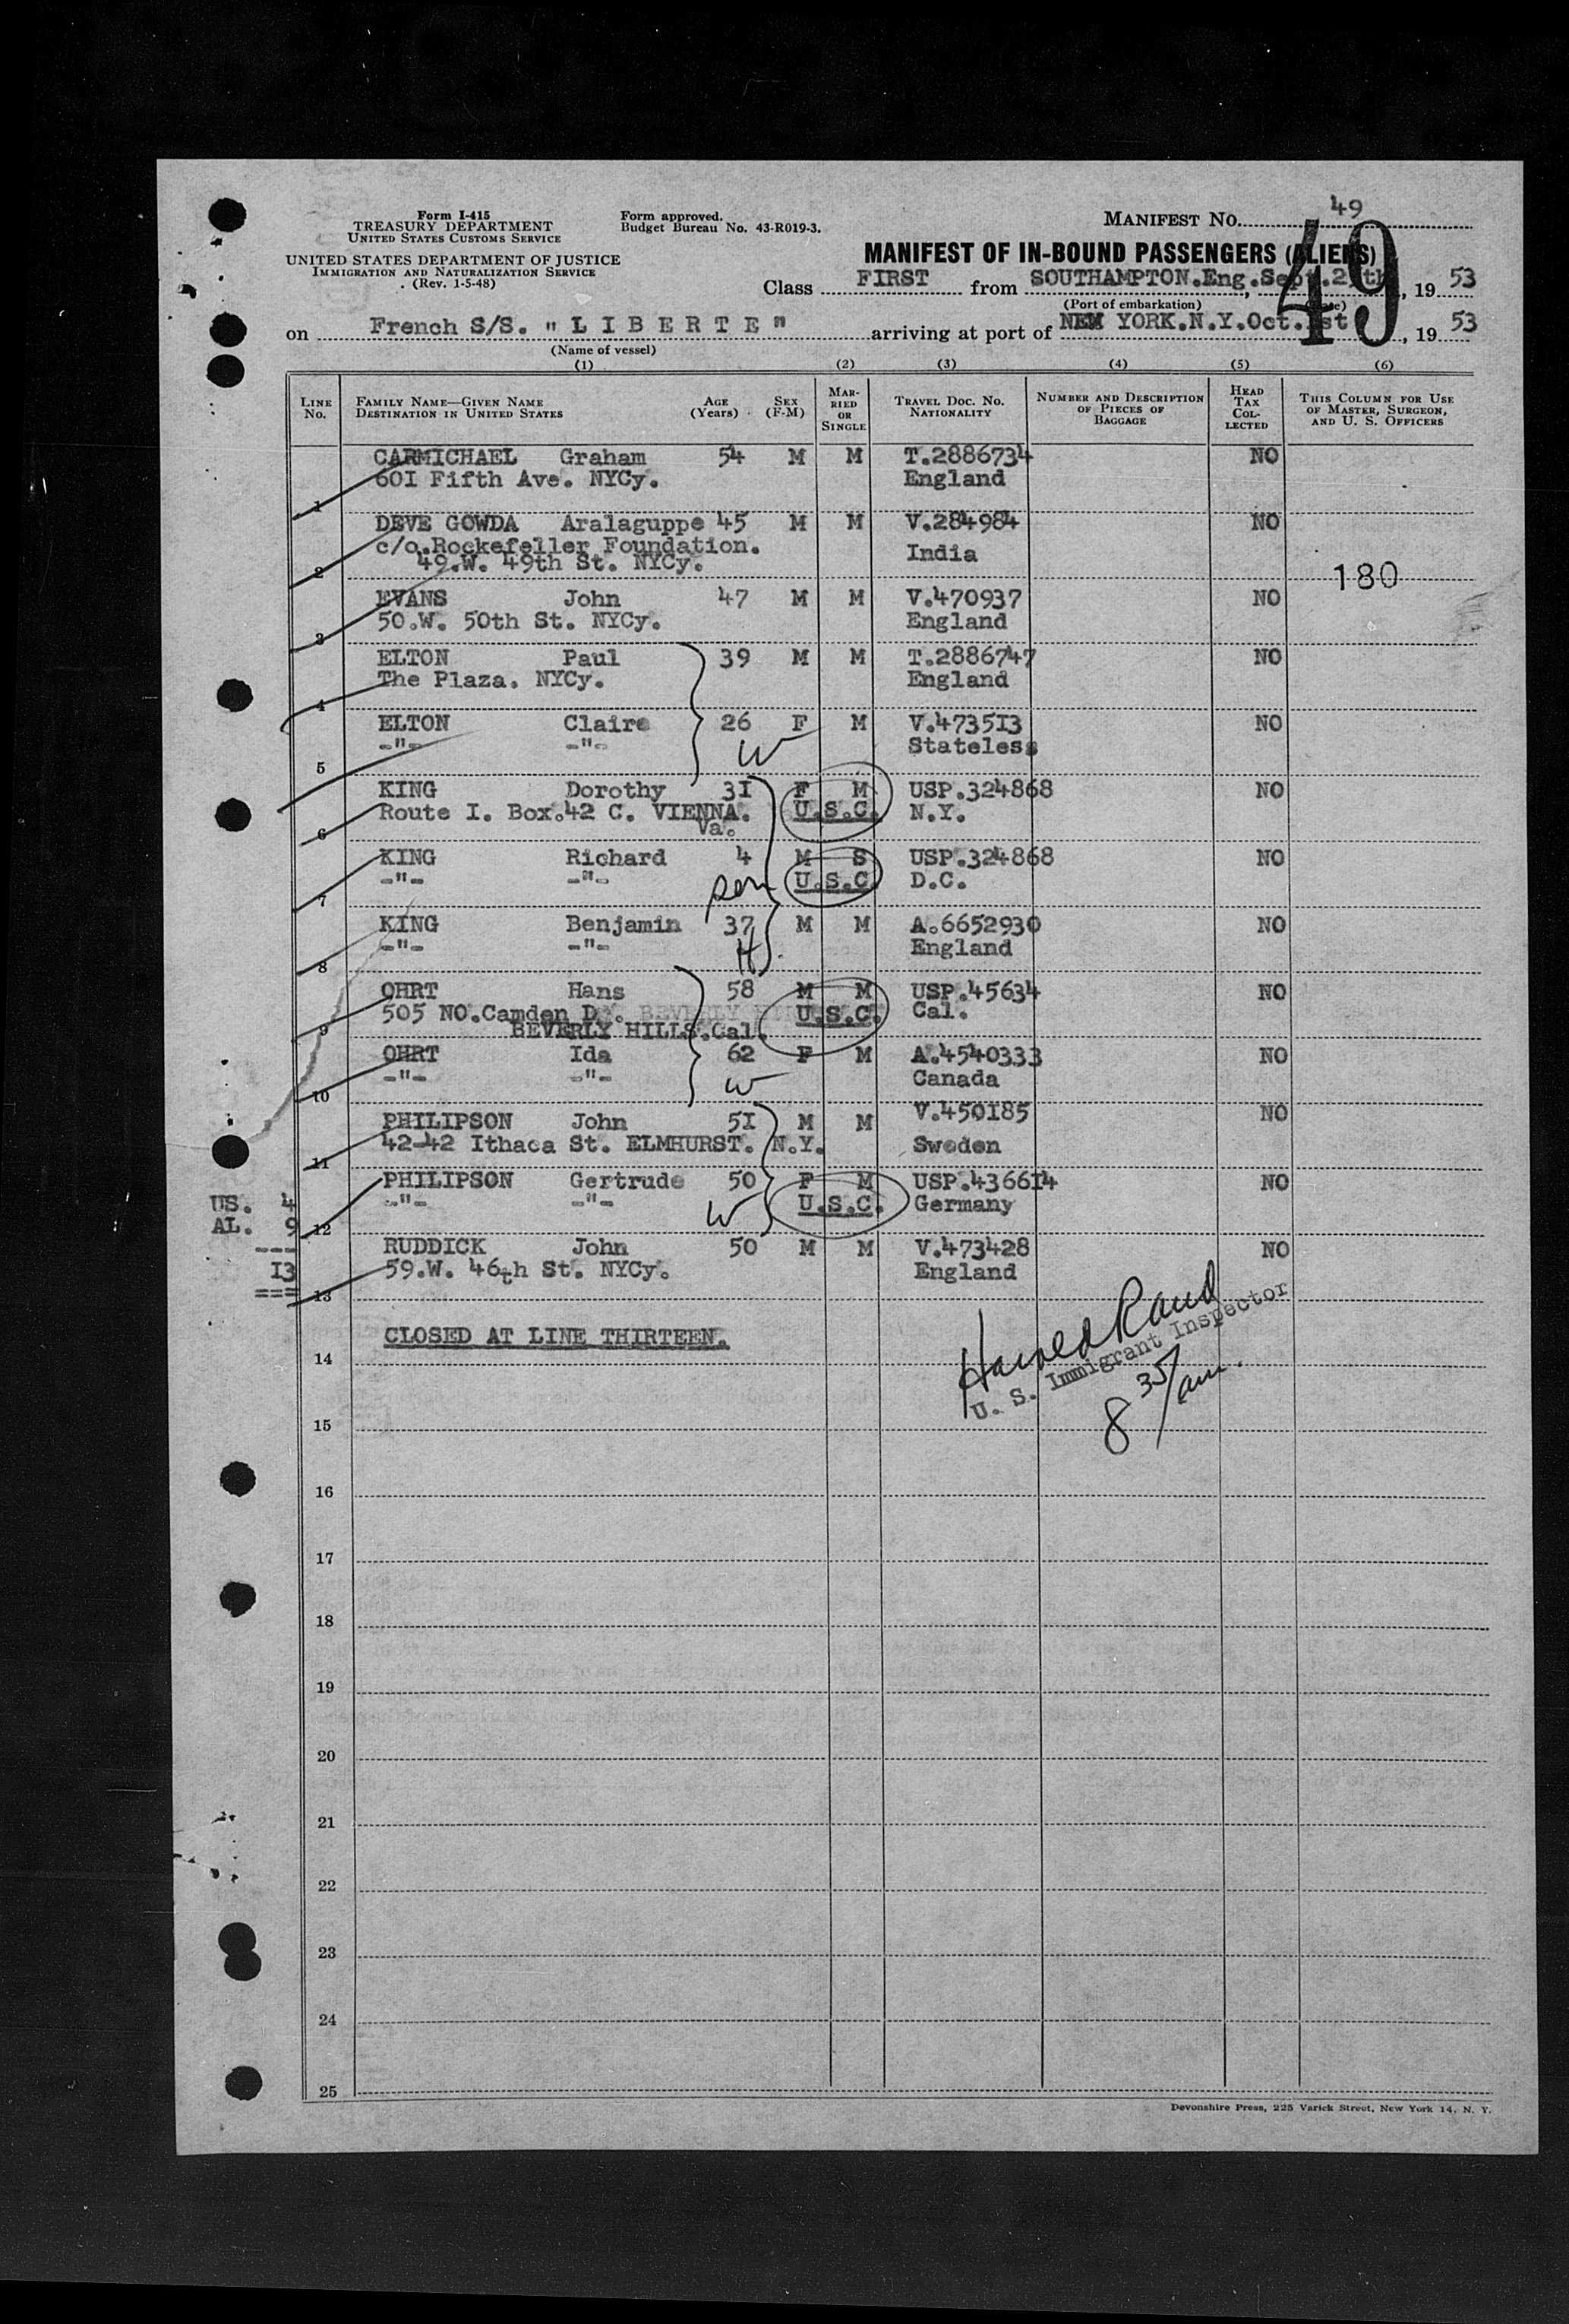 Form I-415
TREASURY DEPARTMENT
UNITED STATES CUSTOMS SERVICE
UNITED STATES DEPARTMENT OF JUSTICE
IMMIGRATION AND NATURALIZATION SERVICE
(Rev. 1-5-48)
Form approved.
Budget Bureau No. 43-R019-3.
MANIFEST NO. 49
49
MANIFEST OF IN-BOUND PASSENGERS (ALIENS)
Class FIRST from SOUTHAMPTON.Eng. , 19 53
(Port of embarkation) (Date)
on French S/S. " L I B E R T E " arriving at port of NEW YORK.N.Y.Oct.1st , 19 53
(Name of vessel)
(1) (2) (3) (4) (5) (6)
LINE No. FAMILY NAME—GIVEN NAME DESTINATION IN UNITED STATES AGE (Years) SEX (F-M) MARRIED OR SINGLE TRAVEL DOC. NO. NATIONALITY NUMBER AND DESCRIPTION OF PIECES OF BAGGAGE HEAD TAX COLLECTED THIS COLUMN FOR USE OF MASTER, SURGEON, AND U. S. OFFICERS
CARMICHAEL Graham 54 M M T.2886734 NO
601 Fifth Ave. NYCy. England
1
DEVE GOWDA Aralaguppe 45 M M V.284984 NO
c/o.Rockefeller Foundation. India
49.W. 49th St. NYCy.
2 180
EVANS John 47 M M V.470937 NO
50.W. 50th St. NYCy. England
3
ELTON Paul 39 M M T.2886747 NO
The Plaza. NYCy. England
4
ELTON Claire 26 F M V.473513 NO
-"- -"- W Stateless
5
KING Dorothy 31 F M USP.324868 NO
Route I. Box.42 C. VIENNA. U.S.C. N.Y.
Va.
6
KING Richard 4 M S USP.324868 NO
-"- -"- son U.S.C. D.C.
7
KING Benjamin 37 M M A.6652930 NO
-"- -"- H England
8
OHRT Hans 58 M M USP.45634 NO
505 NO.Camden Dr. BEVERLY HI U.S.C. Cal.
BEVERLY HILLS.Cal.
9
OHRT Ida 62 F M A.4540333 NO
-"- -"- W Canada
10
PHILIPSON John 51 M M V.450185 NO
42-42 Ithaca St. ELMHURST. N.Y. Sweden
11
PHILIPSON Gertrude 50 F M USP.436614 NO
-"- -"- W U.S.C. Germany
US. 4
AL. 9
---
13
===
12
RUDDICK John 50 M M V.473428 NO
59.W. 46th St. NYCy. England
13
CLOSED AT LINE THIRTEEN.
Harold Rand
U. S. Immigrant Inspector
8 35/am.
14
15
16
17
18
19
20
21
22
23
24
25
Devonshire Press, 225 Varick Street, New York 14, N. Y.